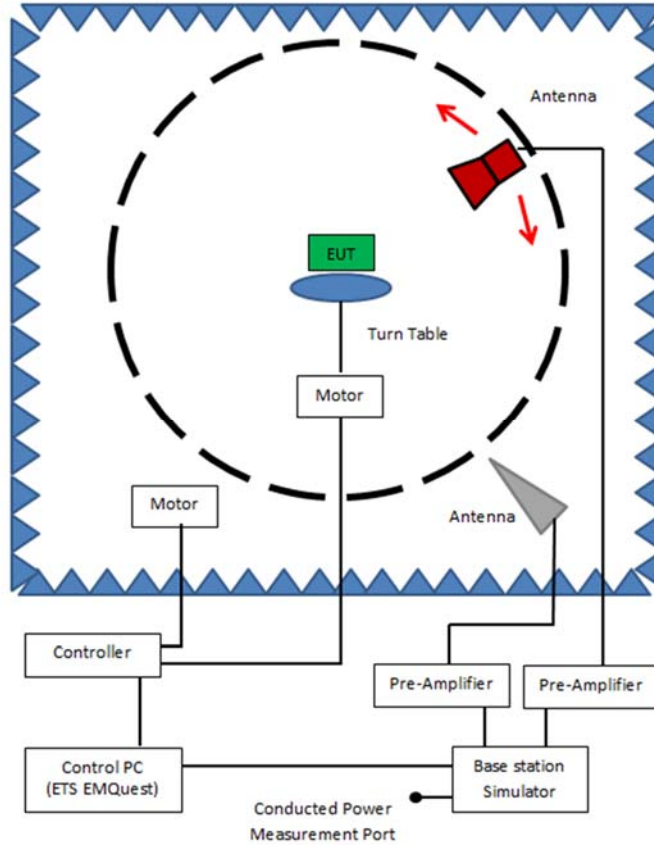 Antenna
EUT
Turn Table
Motor
Motor
Antenna
Controller
Pre-Amplifier
Pre-Amplifier
Control PC
(ETS EMQuest)
Base station
Simulator
Conducted Power
Measurement Port